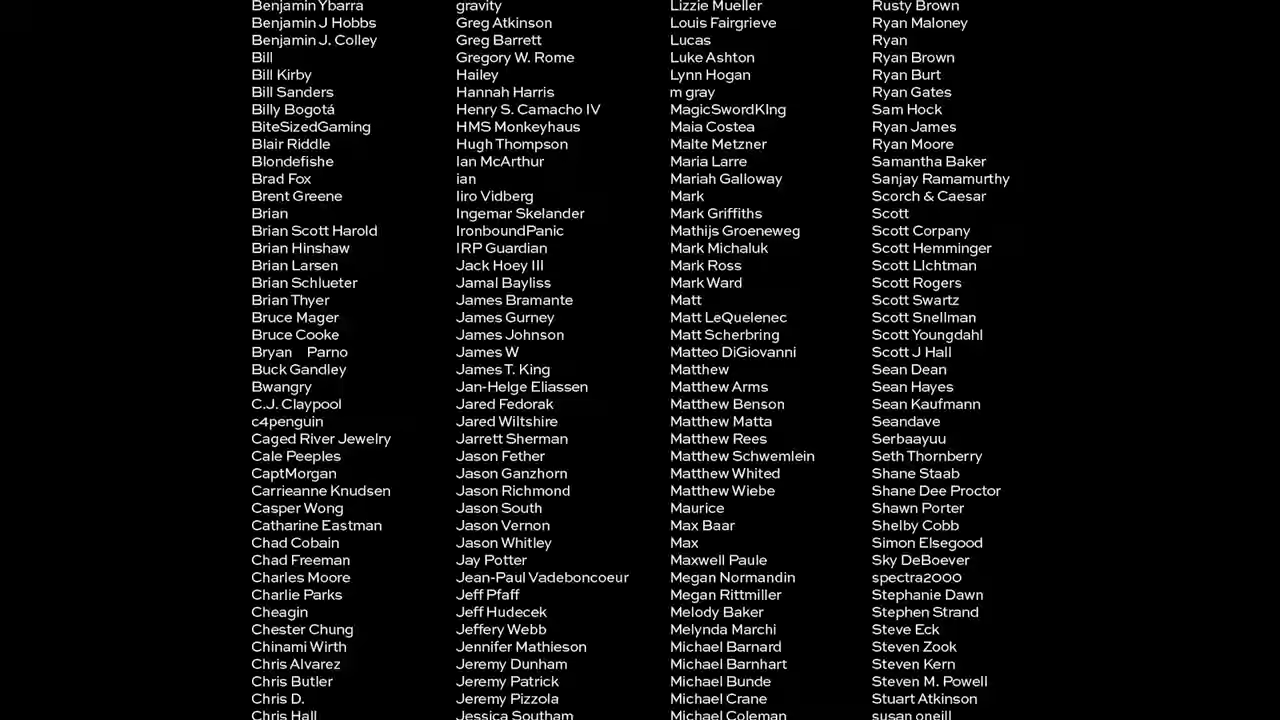 Benjamin Ybarra
Benjamin J Hobbs
Benjamin J. Colley
Bill
Bill Kirby
Bill Sanders
Billy Bogotá
BiteSizedGaming
Blair Riddle
Blondefishe
Brad Fox
Brent Greene
Brian
Brian Scott Harold
Brian Hinshaw
Brian Larsen
Brian Schlueter
Brian Thyer
Bruce Mager
Bruce Cooke
Bryan    Parno
Buck Gandley
Bwangry
C.J. Claypool
c4penguin
Caged River Jewelry
Cale Peeples
CaptMorgan
Carrieanne Knudsen
Casper Wong
Catharine Eastman
Chad Cobain
Chad Freeman
Charles Moore
Charlie Parks
Cheagin
Chester Chung
Chinami Wirth
Chris Alvarez
Chris Butler
Chris D.
Chris Hall
gravity
Greg Atkinson
Greg Barrett
Gregory W. Rome
Hailey
Hannah Harris
Henry S. Camacho IV
HMS Monkeyhaus
Hugh Thompson
Ian McArthur
ian
Iiro Vidberg
Ingemar Skelander
IronboundPanic
IRP Guardian
Jack Hoey III
Jamal Bayliss
James Bramante
James Gurney
James Johnson
James W
James T. King
Jan-Helge Eliassen
Jared Fedorak
Jared Wiltshire
Jarrett Sherman
Jason Fether
Jason Ganzhorn
Jason Richmond
Jason South
Jason Vernon
Jason Whitley
Jay Potter
Jean-Paul Vadeboncoeur
Jeff Pfaff
Jeff Hudecek
Jeffery Webb
Jennifer Mathieson
Jeremy Dunham
Jeremy Patrick
Jeremy Pizzola
Jessica Southam
Lizzie Mueller
Louis Fairgrieve
Lucas
Luke Ashton
Lynn Hogan
m gray
MagicSwordKIng
Maia Costea
Malte Metzner
Maria Larre
Mariah Galloway
Mark
Mark Griffiths
Mathijs Groeneweg
Mark Michaluk
Mark Ross
Mark Ward
Matt
Matt LeQuelenec
Matt Scherbring
Matteo DiGiovanni
Matthew
Matthew Arms
Matthew Benson
Matthew Matta
Matthew Rees
Matthew Schwemlein
Matthew Whited
Matthew Wiebe
Maurice
Max Baar
Max
Maxwell Paule
Megan Normandin
Megan Rittmiller
Melody Baker
Melynda Marchi
Michael Barnard
Michael Barnhart
Michael Bunde
Michael Crane
Michael Coleman
Rusty Brown
Ryan Maloney
Ryan
Ryan Brown
Ryan Burt
Ryan Gates
Sam Hock
Ryan James
Ryan Moore
Samantha Baker
Sanjay Ramamurthy
Scorch & Caesar
Scott
Scott Corpany
Scott Hemminger
Scott LIchtman
Scott Rogers
Scott Swartz
Scott Snellman
Scott Youngdahl
Scott J Hall
Sean Dean
Sean Hayes
Sean Kaufmann
Seandave
Serbaayuu
Seth Thornberry
Shane Staab
Shane Dee Proctor
Shawn Porter
Shelby Cobb
Simon Elsegood
Sky DeBoever
spectra2000
Stephanie Dawn
Stephen Strand
Steve Eck
Steven Zook
Steven Kern
Steven M. Powell
Stuart Atkinson
susan oneill